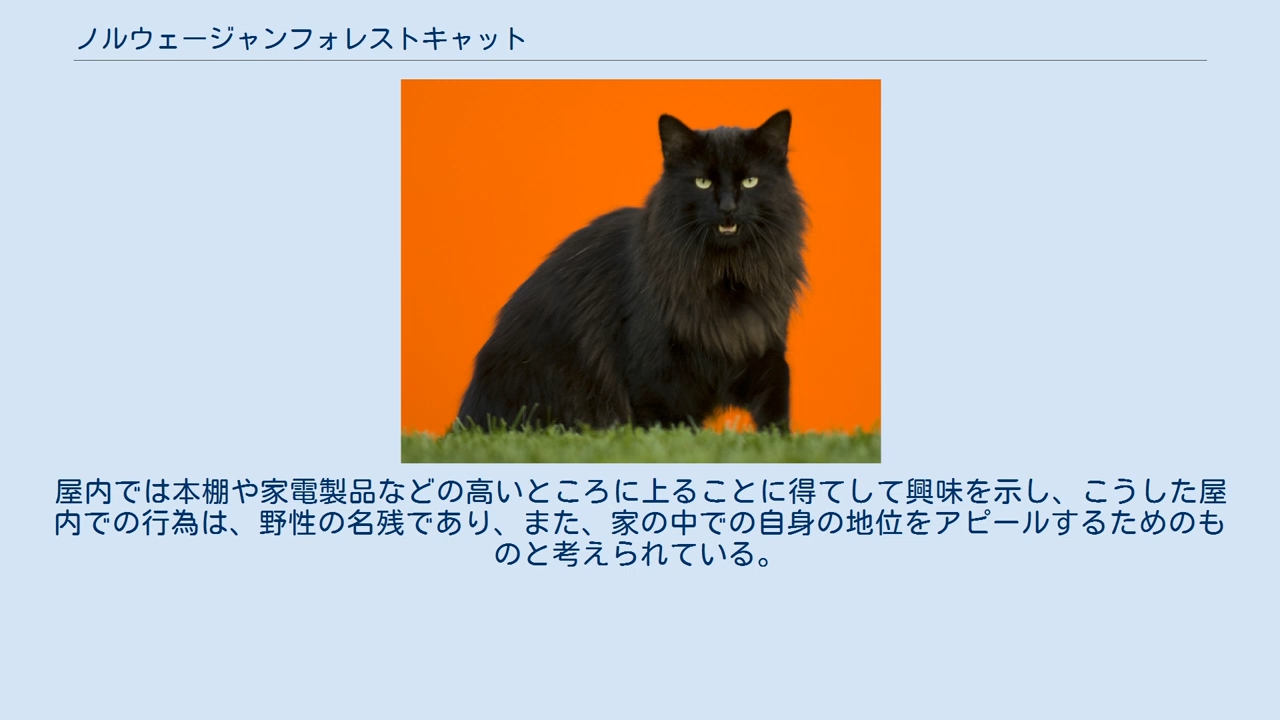 ノルウェージャンフォレストキャット
屋内では本棚や家電製品などの高いところに上ることに得てして興味を示し、こうした屋
内での行為は、野性の名残であり、また、家の中での自身の地位をアピールするためのも
のと考えられている。